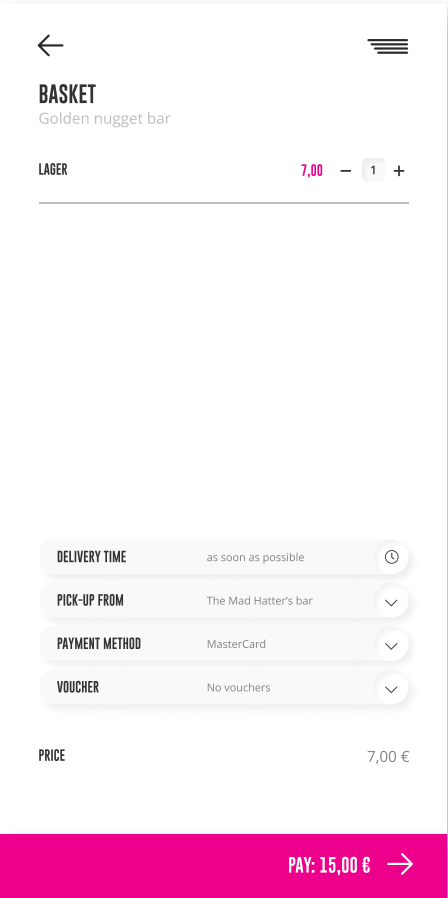 BASKET
Golden nugget bar
LAGER 7,00 − 1 +
DELIVERY TIME as soon as possible
PICK-UP FROM The Mad Hatter's bar
PAYMENT METHOD MasterCard
VOUCHER No vouchers
PRICE 7,00 €
PAY: 15,00 €